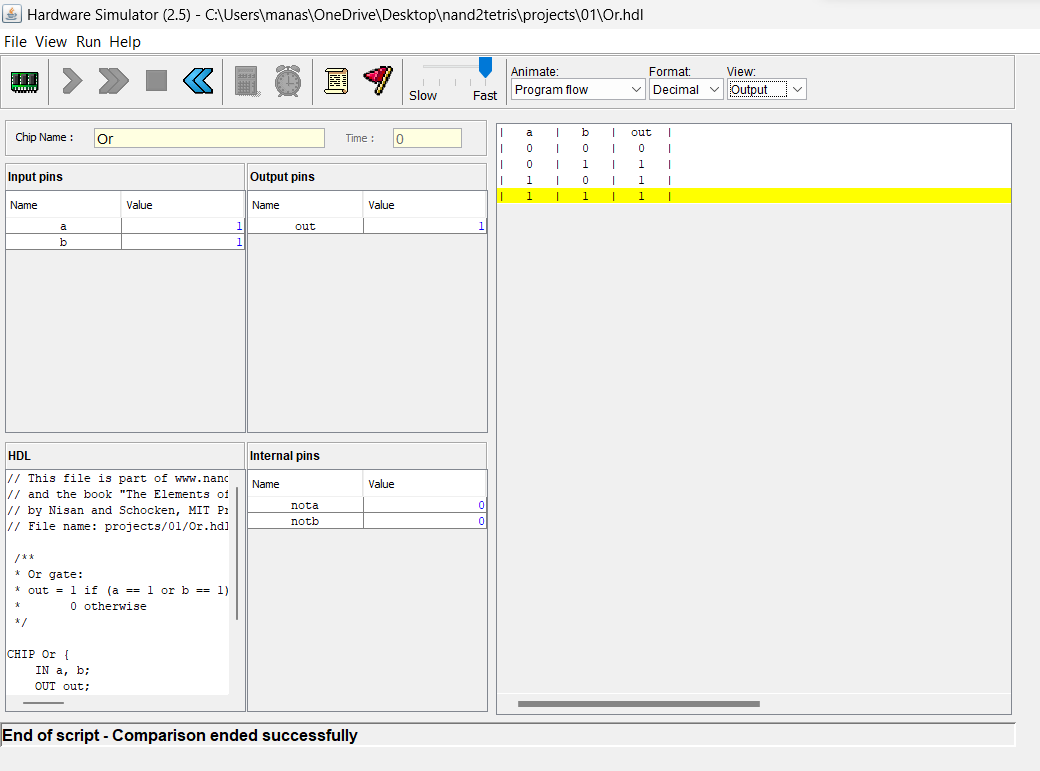 Hardware Simulator (2.5) - C:\Users\manas\OneDrive\Desktop\nand2tetris\projects\01\Or.hdl
File View Run Help
Slow Fast
Animate: Format: View:
Program flow Decimal Output
Chip Name : Or Time : 0
Input pins
Name Value
a 1
b 1
Output pins
Name Value
out 1
| a | b | out |
| 0 | 0 | 0 |
| 0 | 1 | 1 |
| 1 | 0 | 1 |
| 1 | 1 | 1 |
HDL
// This file is part of www.nand
// and the book "The Elements of
// by Nisan and Schocken, MIT Pr
// File name: projects/01/Or.hdl
/**
* Or gate:
* out = 1 if (a == 1 or b == 1)
* 0 otherwise
*/
CHIP Or {
IN a, b;
OUT out;
Internal pins
Name Value
nota 0
notb 0
End of script - Comparison ended successfully